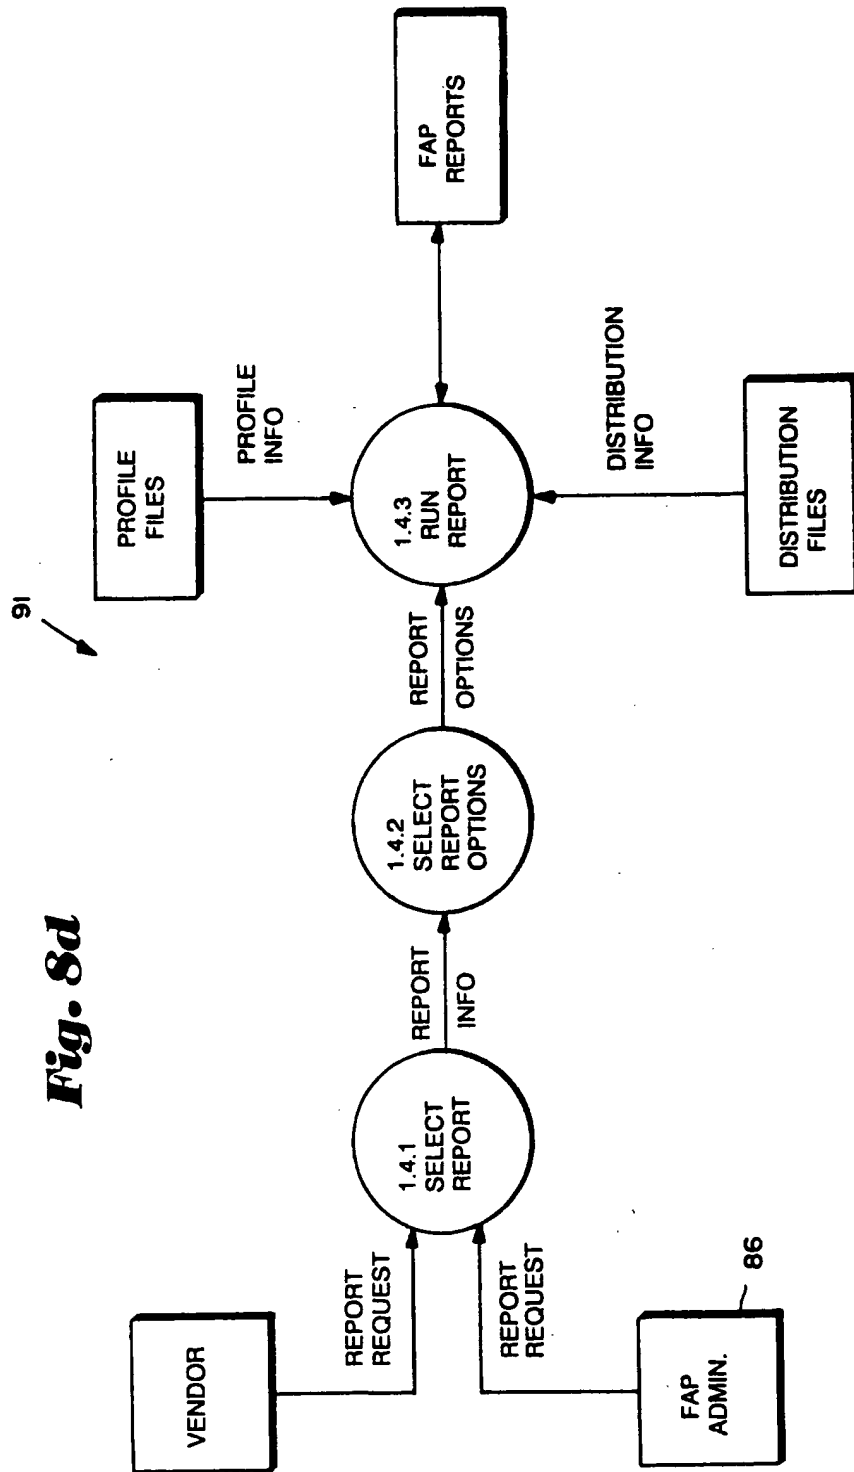 Fig. 8d
91
VENDOR
REPORT
REQUEST
FAP
ADMIN.
86
REPORT
REQUEST
1.4.1
SELECT
REPORT
REPORT
INFO
1.4.2
SELECT
REPORT
OPTIONS
REPORT
OPTIONS
PROFILE
FILES
PROFILE
INFO
1.4.3
RUN
REPORT
DISTRIBUTION
INFO
DISTRIBUTION
FILES
FAP
REPORTS